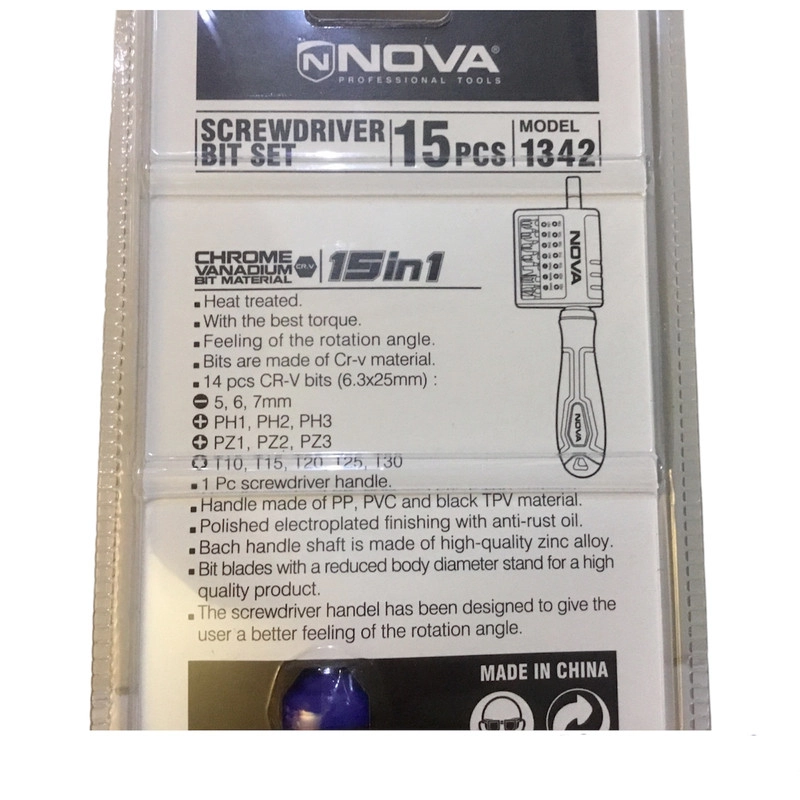 NOVA®
PROFESSIONAL TOOLS
SCREWDRIVER BIT SET
15 PCS
MODEL 1342
CHROME
VANADIUM
BIT MATERIAL
CR.V
15in1
NOVA
NOVA
Heat treated.
With the best torque.
Feeling of the rotation angle.
Bits are made of Cr-v material.
14 pcs CR-V bits (6.3x25mm) :
5, 6, 7mm
PH1, PH2, PH3
PZ1, PZ2, PZ3
T10, T15, T20, T25, T30
1 Pc screwdriver handle.
Handle made of PP, PVC and black TPV material.
Polished electroplated finishing with anti-rust oil.
Bach handle shaft is made of high-quality zinc alloy.
Bit blades with a reduced body diameter stand for a high
quality product.
The screwdriver handel has been designed to give the
user a better feeling of the rotation angle.
MADE IN CHINA